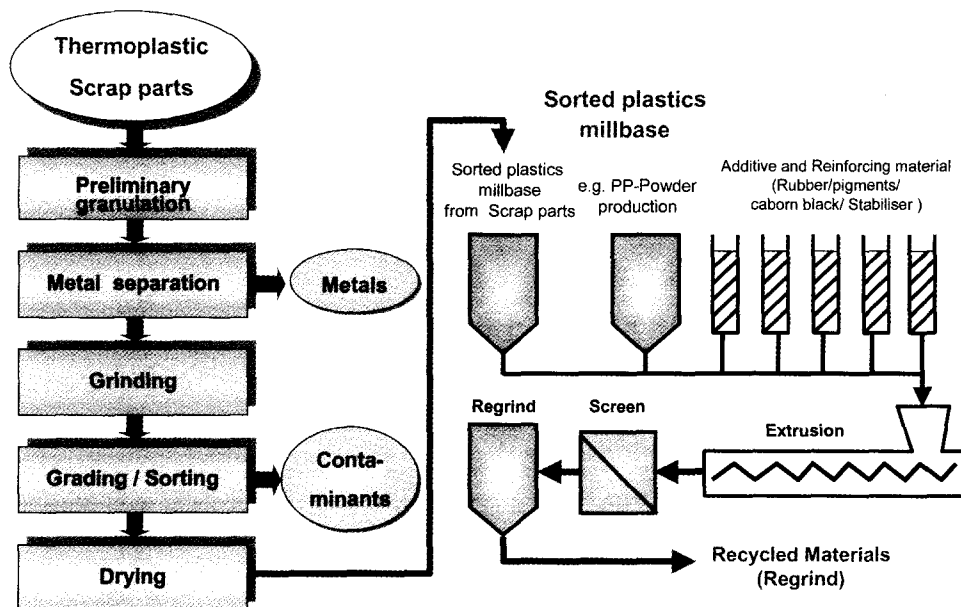 Thermoplastic
Scrap parts
Preliminary
granulation
Metal separation
Metals
Grinding
Grading / Sorting
Conta-
minants
Drying
Sorted plastics
millbase
Sorted plastics
millbase
from Scrap parts
e.g. PP-Powder
production
Additive and Reinforcing material
(Rubber/pigments/
caborn black/ Stabiliser )
Regrind
Screen
Extrusion
Recycled Materials
(Regrind)